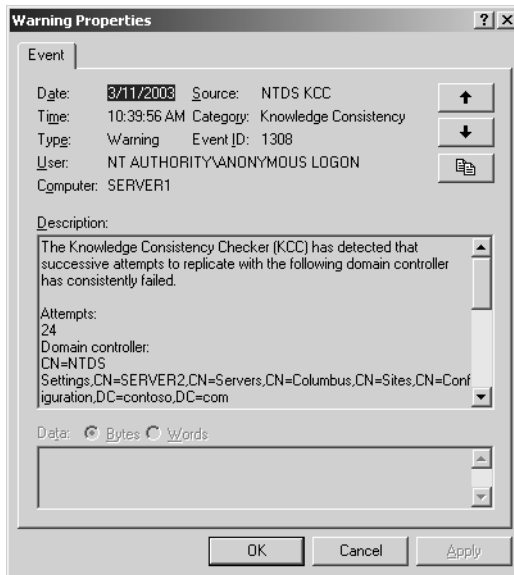 Warning Properties
Event
Date: 3/11/2003 Source: NTDS KCC
Time: 10:39:56 AM Category: Knowledge Consistency
Type: Warning Event ID: 1308
User: NT AUTHORITY\ANONYMOUS LOGON
Computer: SERVER1
Description:
The Knowledge Consistency Checker (KCC) has detected that
successive attempts to replicate with the following domain controller
has consistently failed.
Attempts:
24
Domain controller:
CN=NTDS
Settings,CN=SERVER2,CN=Servers,CN=Columbus,CN=Sites,CN=Conf
iguration,DC=contoso,DC=com
Data: Bytes Words
OK Cancel Apply